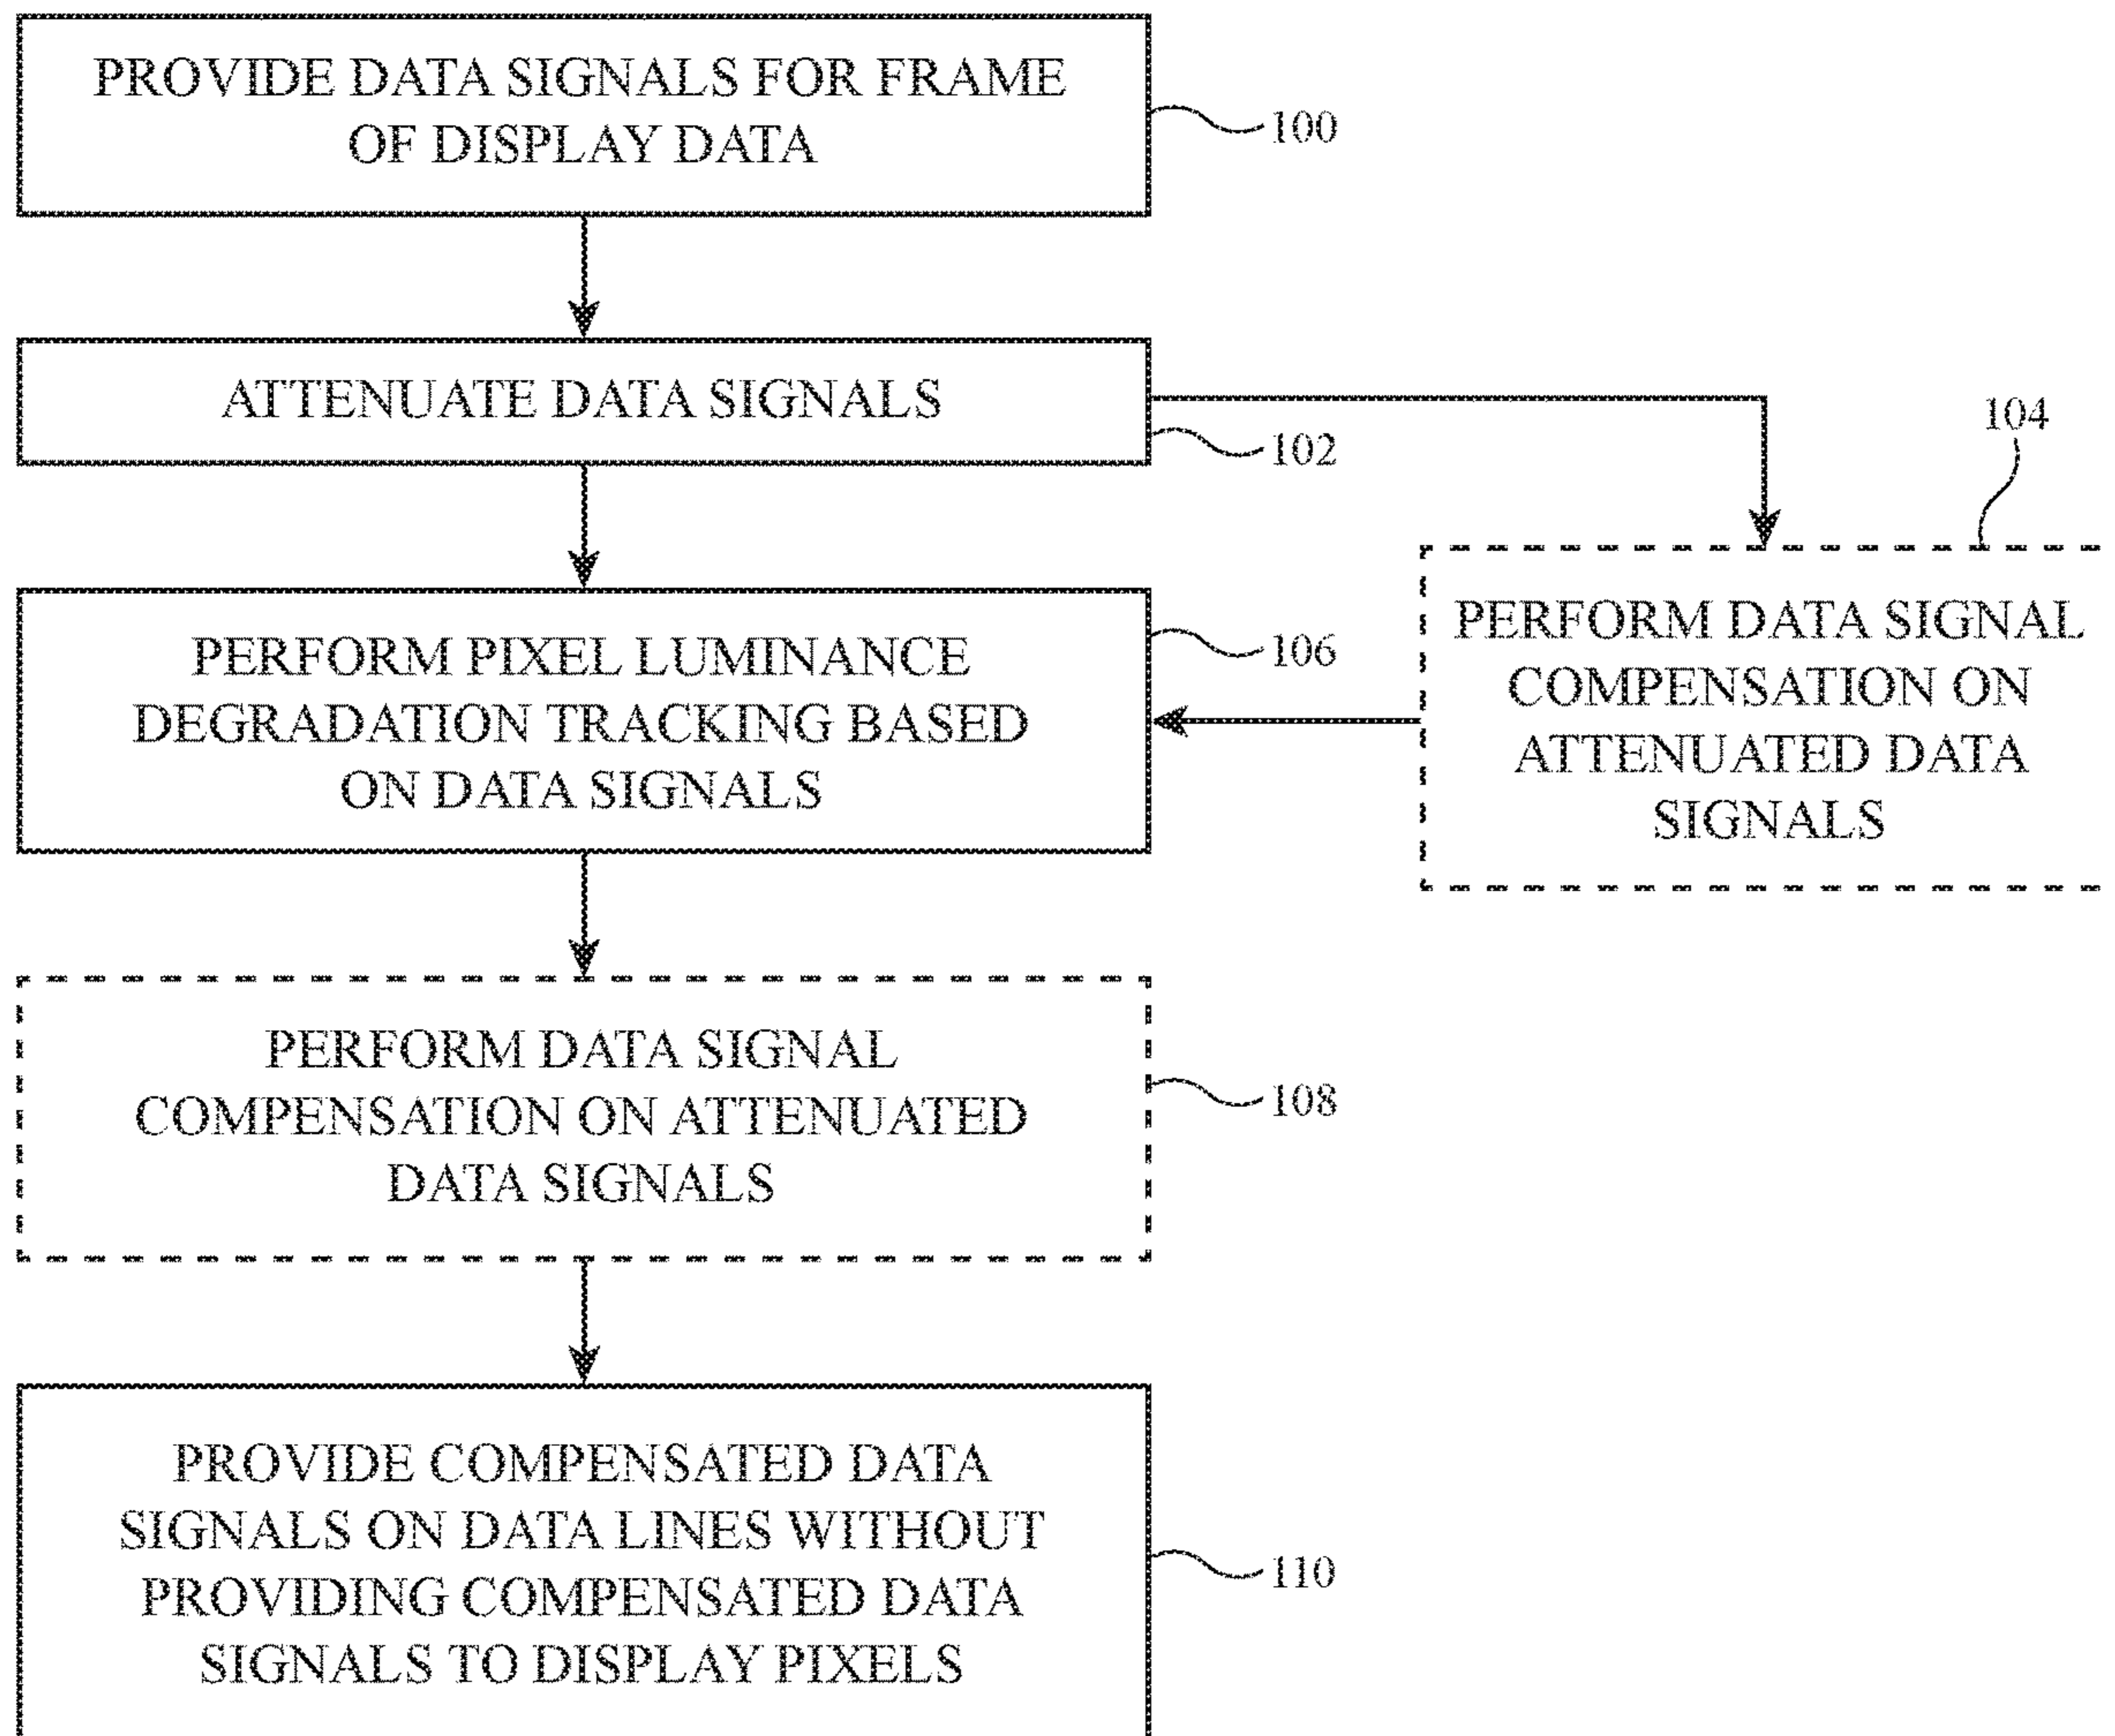 PROVIDE DATA SIGNALS FOR FRAME
OF DISPLAY DATA
100
ATTENUATE DATA SIGNALS
102
104
PERFORM DATA SIGNAL
COMPENSATION ON
ATTENUATED DATA
SIGNALS
PERFORM PIXEL LUMINANCE
DEGRADATION TRACKING BASED
ON DATA SIGNALS
106
PERFORM DATA SIGNAL
COMPENSATION ON ATTENUATED
DATA SIGNALS
108
PROVIDE COMPENSATED DATA
SIGNALS ON DATA LINES WITHOUT
PROVIDING COMPENSATED DATA
SIGNALS TO DISPLAY PIXELS
110